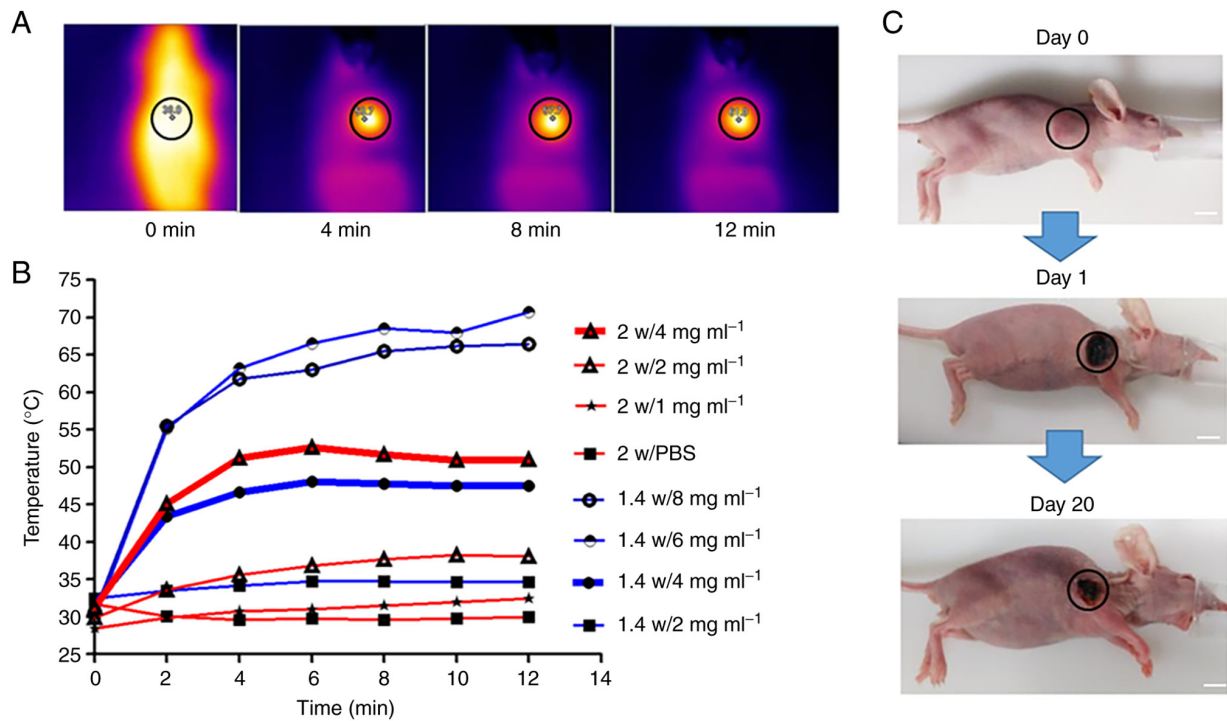 A
38.0
0 min
4 min
8 min
12 min
B
75
70
65
60
55
50
45
40
35
30
25
0
2
4
6
8
10
12
14
Temperature (°C)
Time (min)
2 w/4 mg ml⁻¹
2 w/2 mg ml⁻¹
2 w/1 mg ml⁻¹
2 w/PBS
1.4 w/8 mg ml⁻¹
1.4 w/6 mg ml⁻¹
1.4 w/4 mg ml⁻¹
1.4 w/2 mg ml⁻¹
C
Day 0
Day 1
Day 20